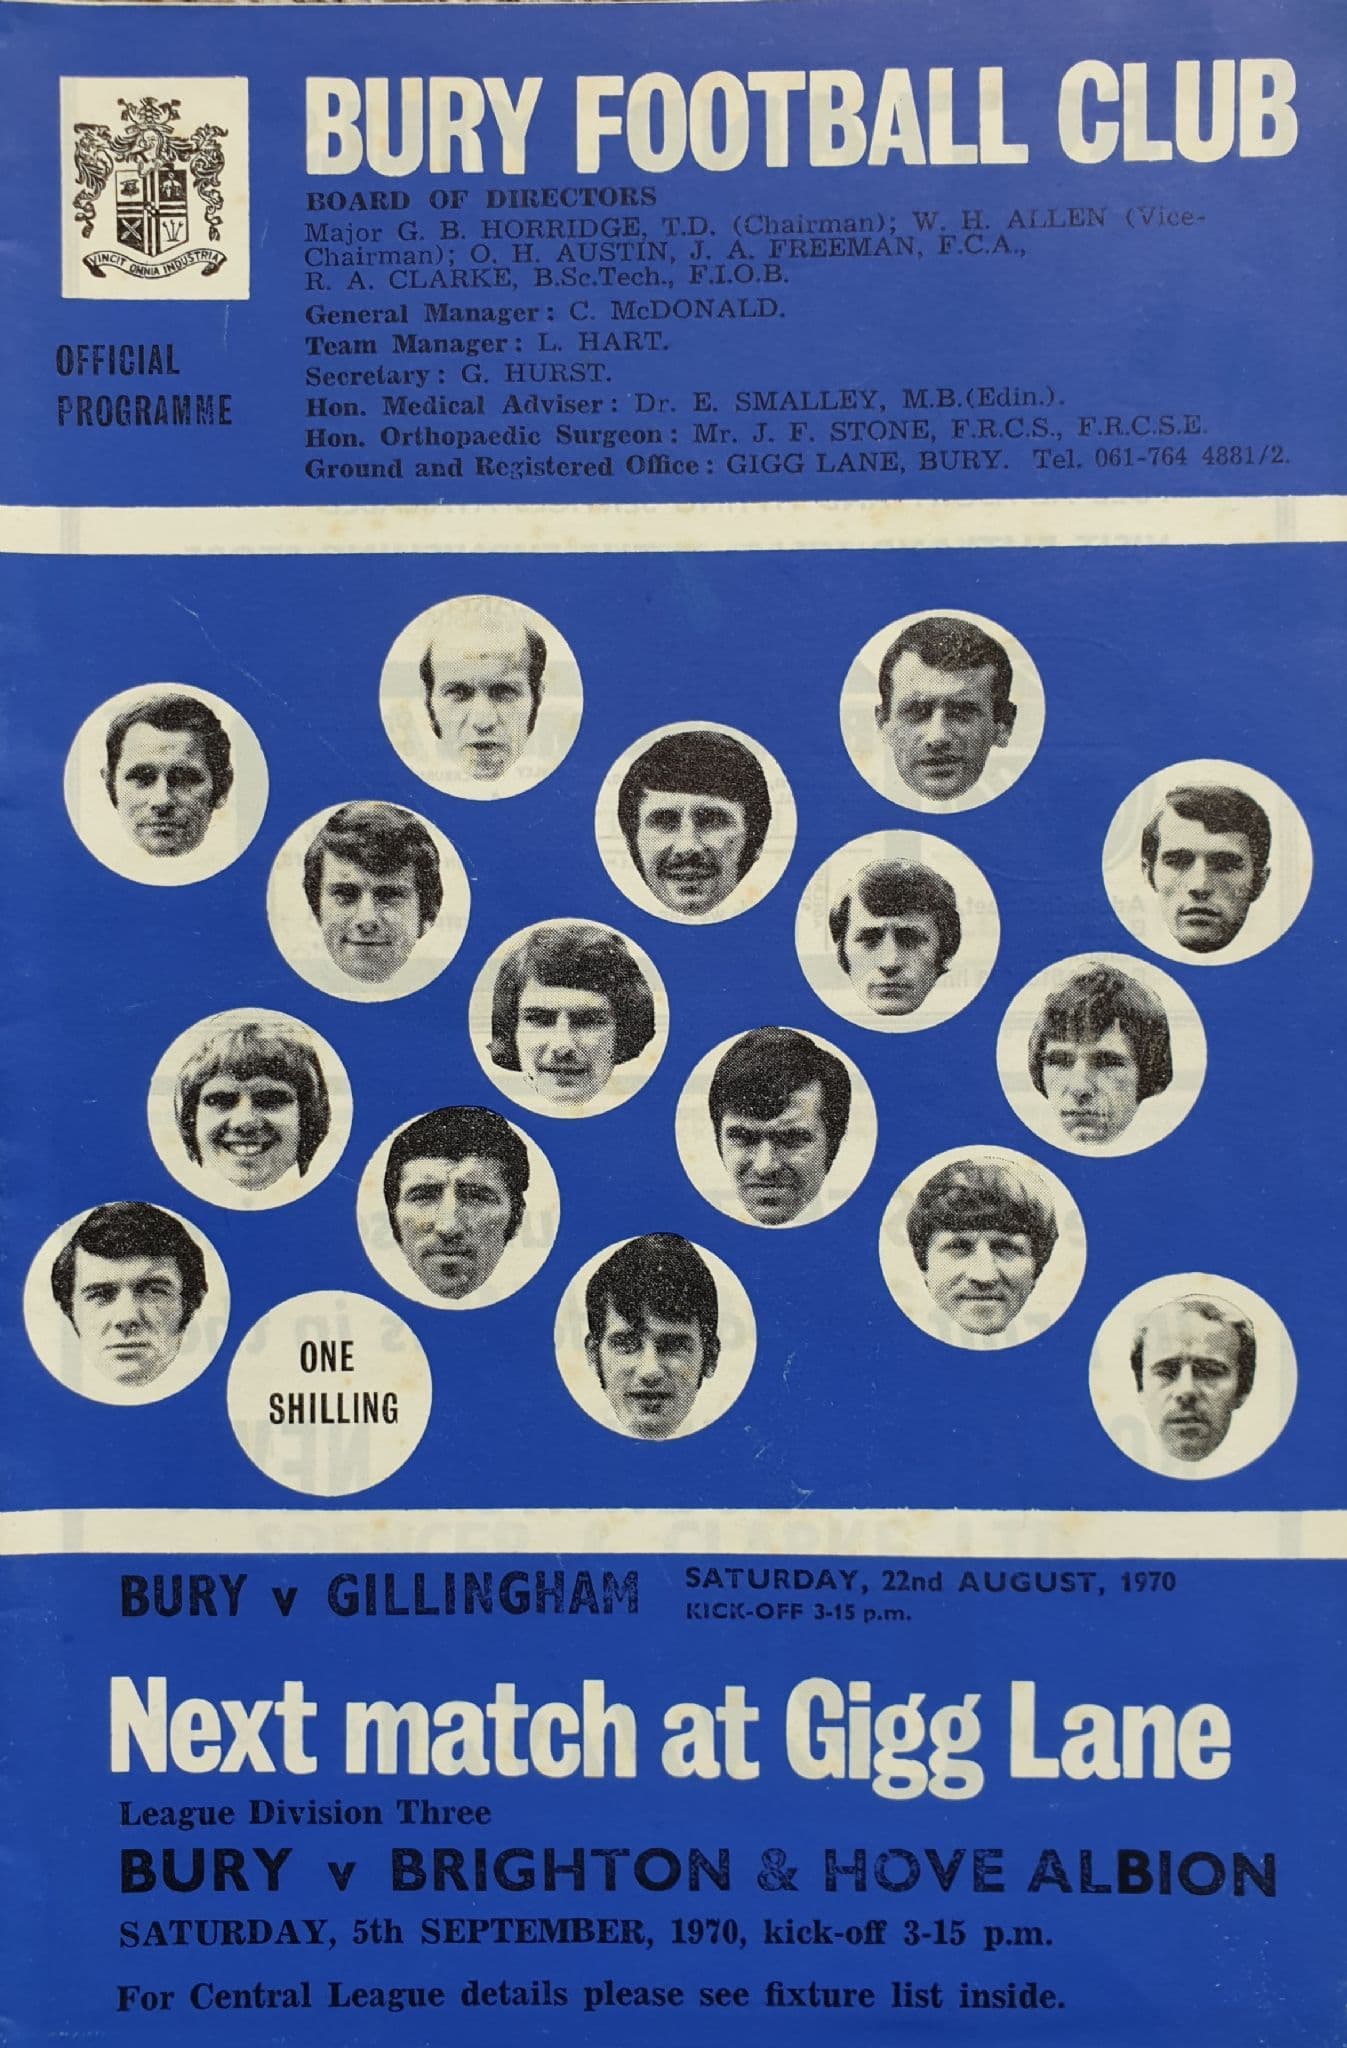 BURY FOOTBALL CLUB
BOARD OF DIRECTORS
Major G. B. HORRIDGE, T.D. (Chairman); W. H. ALLEN (Vice-
Chairman); O. H. AUSTIN, J. A. FREEMAN, F.C.A.,
R. A. CLARKE, B.Sc.Tech., F.I.O.B.
General Manager: C. McDONALD.
Team Manager: L. HART.
Secretary: G. HURST.
Hon. Medical Adviser: Dr. E. SMALLEY, M.B.(Edin.).
Hon. Orthopaedic Surgeon: Mr. J. F. STONE, F.R.C.S., F.R.C.S.E.
Ground and Registered Office: GIGG LANE, BURY. Tel. 061-764 4881/2.
VINCIT OMNIA INDUSTRIA
OFFICIAL
PROGRAMME
ONE
SHILLING
BURY v GILLINGHAM
SATURDAY, 22nd AUGUST, 1970
KICK-OFF 3-15 p.m.
Next match at Gigg Lane
League Division Three
BURY v BRIGHTON & HOVE ALBION
SATURDAY, 5th SEPTEMBER, 1970, kick-off 3-15 p.m.
For Central League details please see fixture list inside.